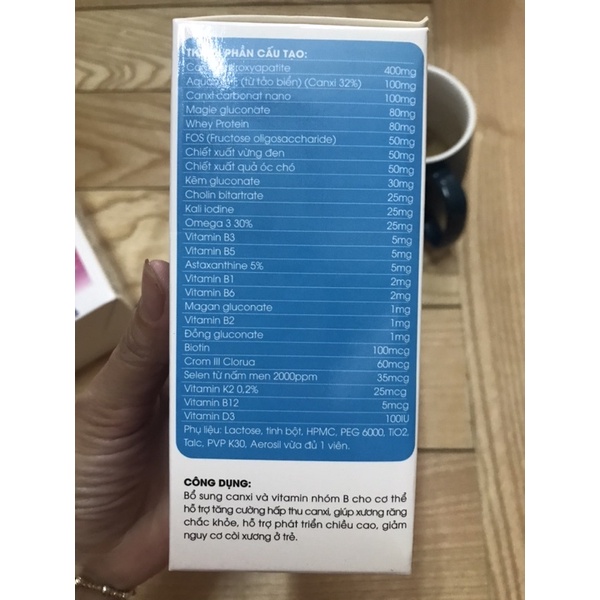 PHẦN CẤU TẠO:
400mg
(từ tảo biển) (Canxi 32%) 100mg
Canxi carbonat nano 100mg
Magie gluconate 80mg
Whey Protein 80mg
FOS (Fructose oligosaccharide) 50mg
Chiết xuất vừng đen 50mg
Chiết xuất quả óc chó 50mg
Kẽm gluconate 30mg
Cholin bitartrate 25mg
Kali iodine 25mg
Omega 3 30% 25mg
Vitamin B3 5mg
Vitamin B5 5mg
Astaxanthine 5% 5mg
Vitamin B1 2mg
Vitamin B6 2mg
Magan gluconate 1mg
Vitamin B2 1mg
Đồng gluconate 1mg
Biotin 100mcg
Crom III Clorua 60mcg
Selen từ nấm men 2000ppm 35mcg
Vitamin K2 0,2% 25mcg
Vitamin B12 5mcg
Vitamin D3 100IU
Phụ liệu: Lactose, tinh bột, HPMC, PEG 6000, TiO2,
Talc, PVP K30, Aerosil vừa đủ 1 viên.
CÔNG DỤNG:
Bổ sung canxi và vitamin nhóm B cho cơ thể
hỗ trợ tăng cường hấp thu canxi, giúp xương răng
chắc khỏe, hỗ trợ phát triển chiều cao, giảm
nguy cơ còi xương ở trẻ.